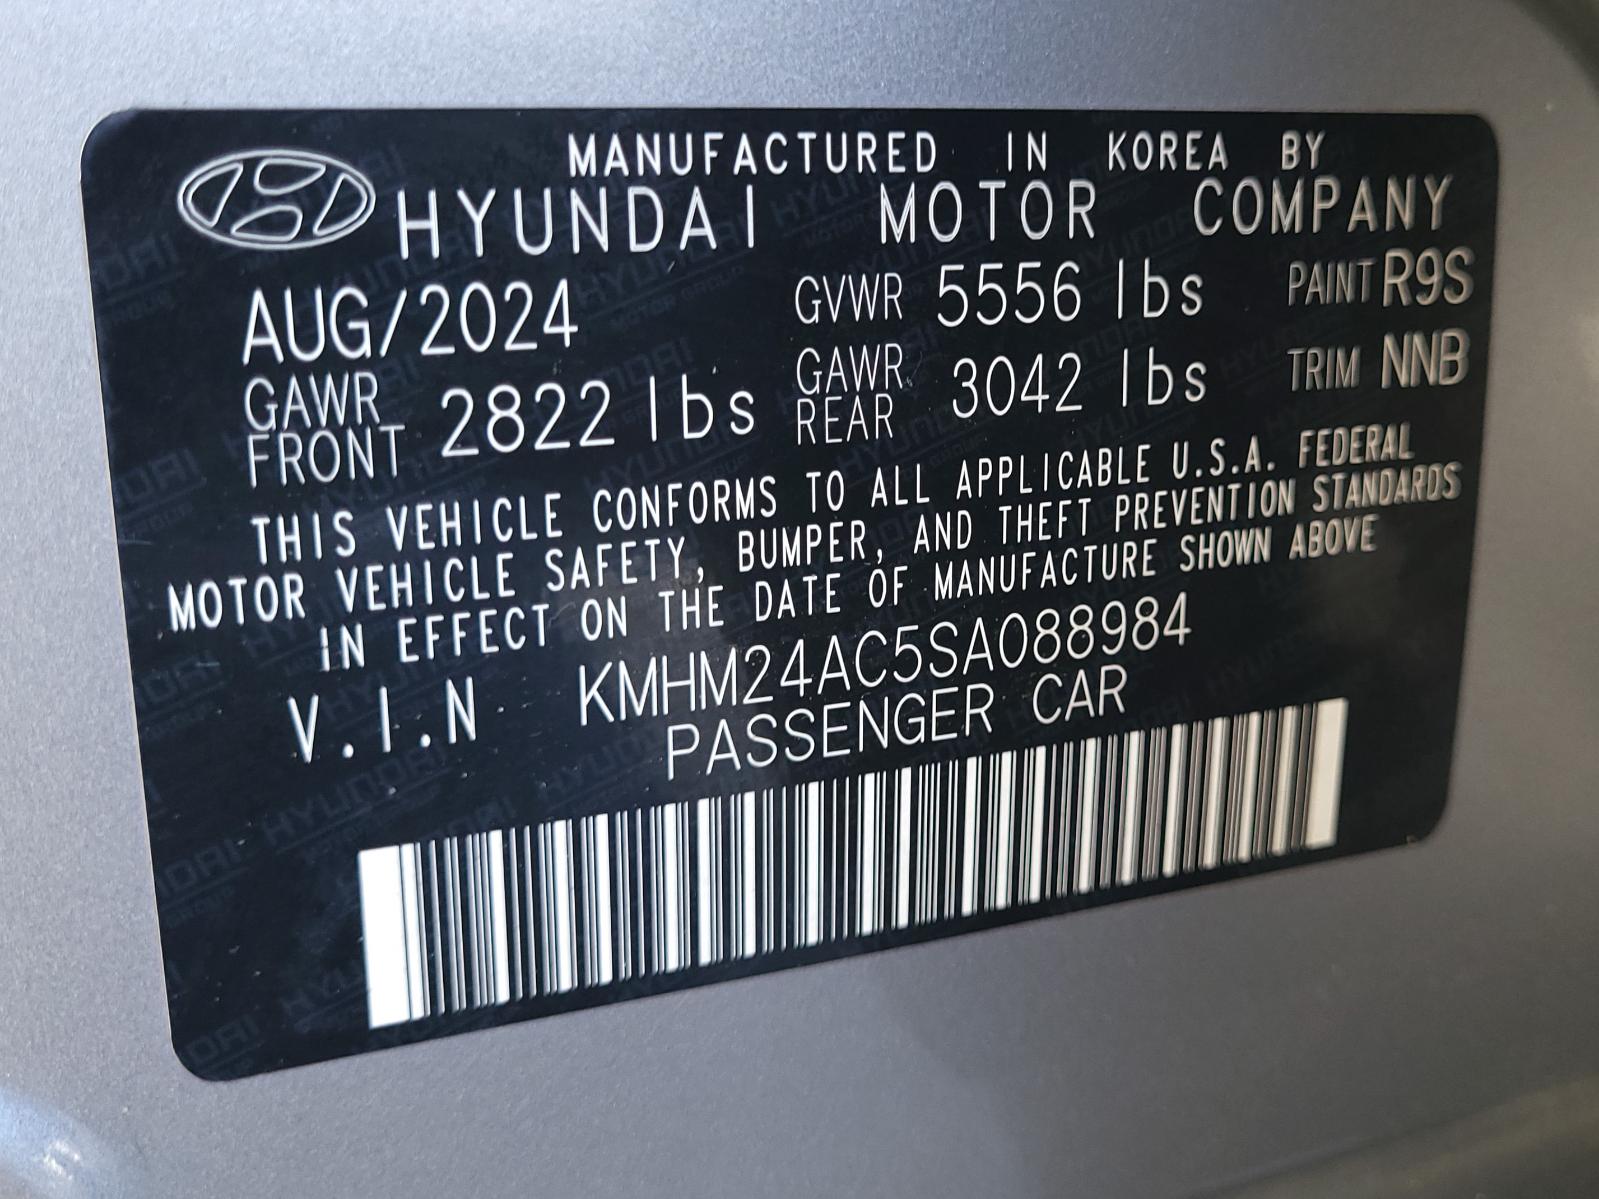 MANUFACTURED IN KOREA BY
HYUNDAI MOTOR COMPANY
AUG/2024 GVWR 5556 lbs PAINT R9S
GAWR FRONT 2822 lbs GAWR REAR 3042 lbs TRIM NNB
THIS VEHICLE CONFORMS TO ALL APPLICABLE U.S.A. FEDERAL
MOTOR VEHICLE SAFETY, BUMPER, AND THEFT PREVENTION STANDARDS
IN EFFECT ON THE DATE OF MANUFACTURE SHOWN ABOVE
V.I.N KMHM24AC5SA088984
PASSENGER CAR